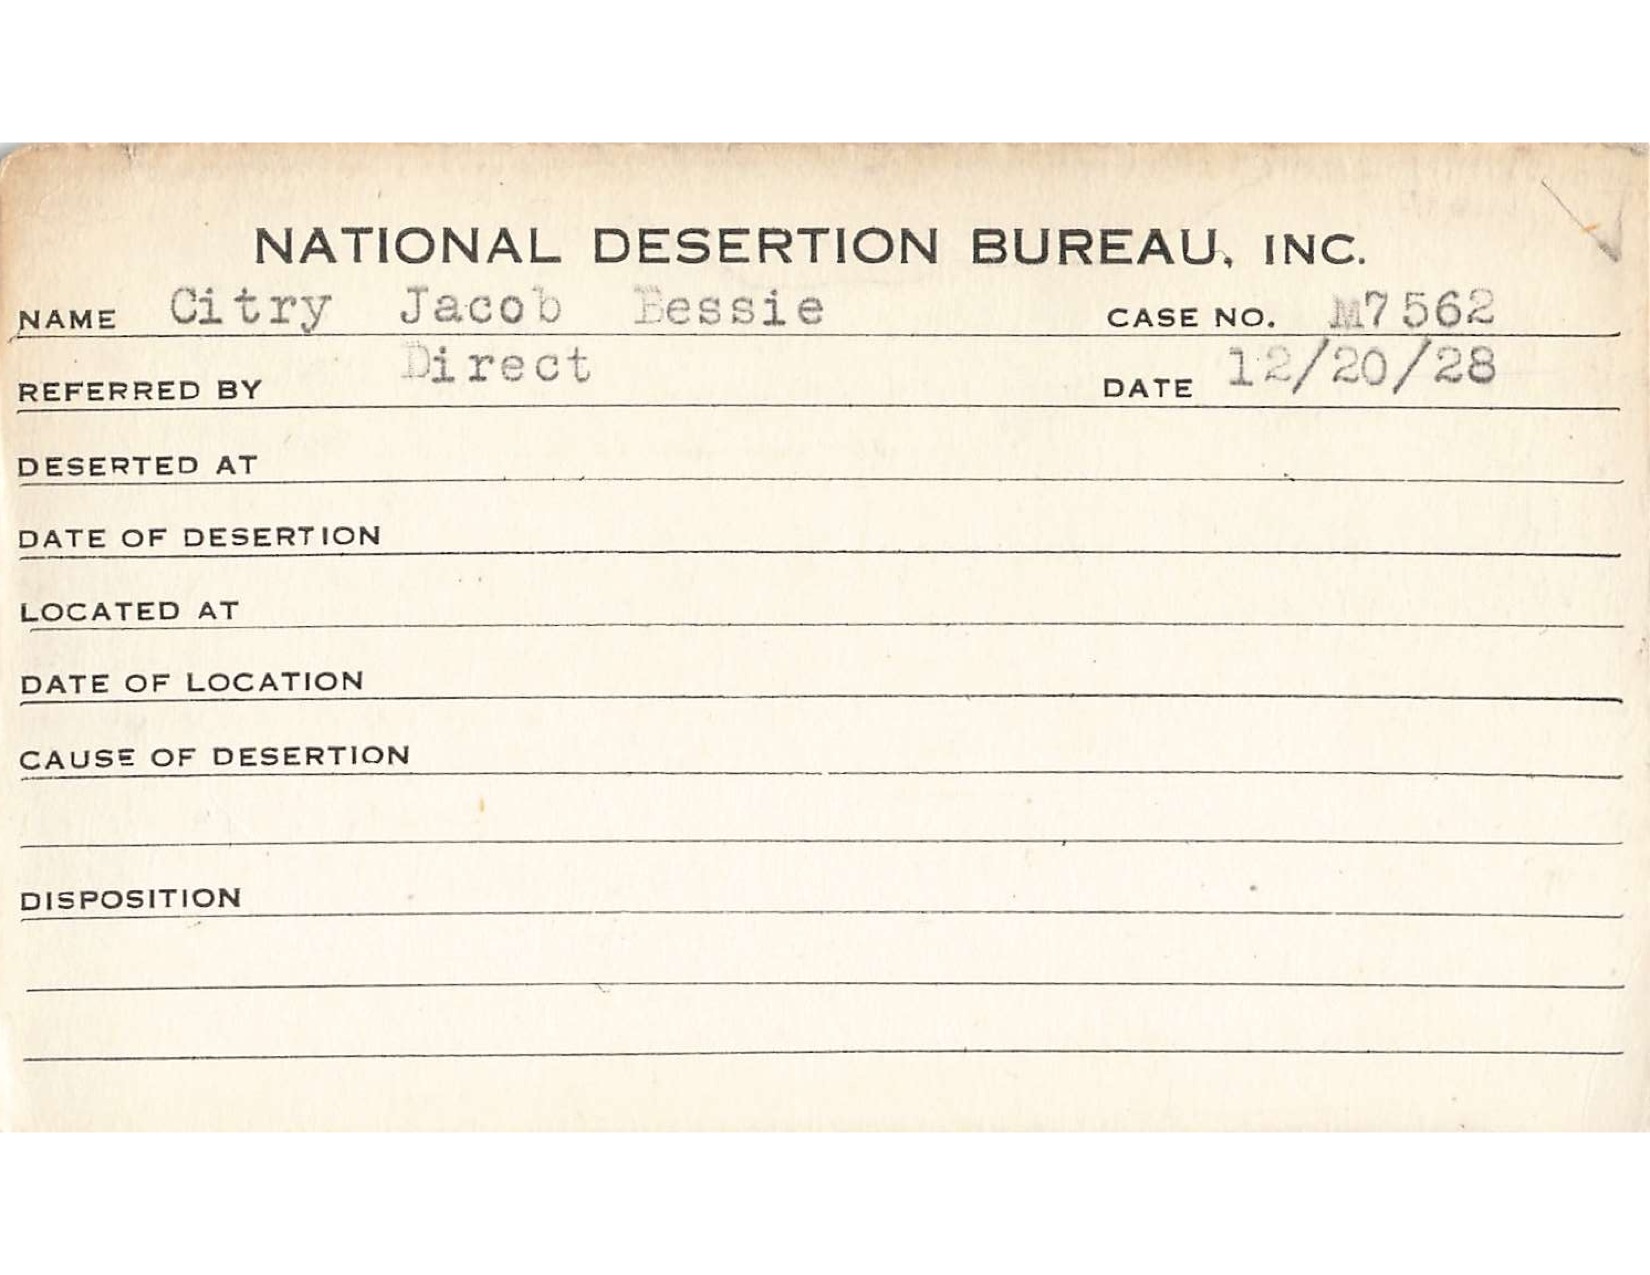 NATIONAL DESERTION BUREAU, INC.
NAME Citry Jacob Bessie CASE NO. M7562
REFERRED BY Direct DATE 12/20/28
DESERTED AT
DATE OF DESERTION
LOCATED AT
DATE OF LOCATION
CAUSE OF DESERTION
DISPOSITION